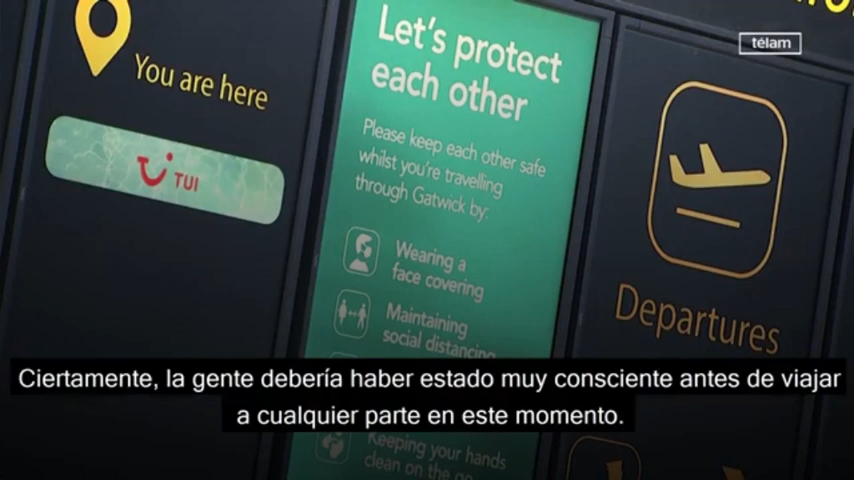 télam
You are here
TUI
Let's protect
each other
Please keep each other safe
whilst you're travelling
through Gatwick by:
Wearing a
face covering
Maintaining
social distancing
Keeping your hands
clean on the go
Departures
Ciertamente, la gente debería haber estado muy consciente antes de viajar
a cualquier parte en este momento.